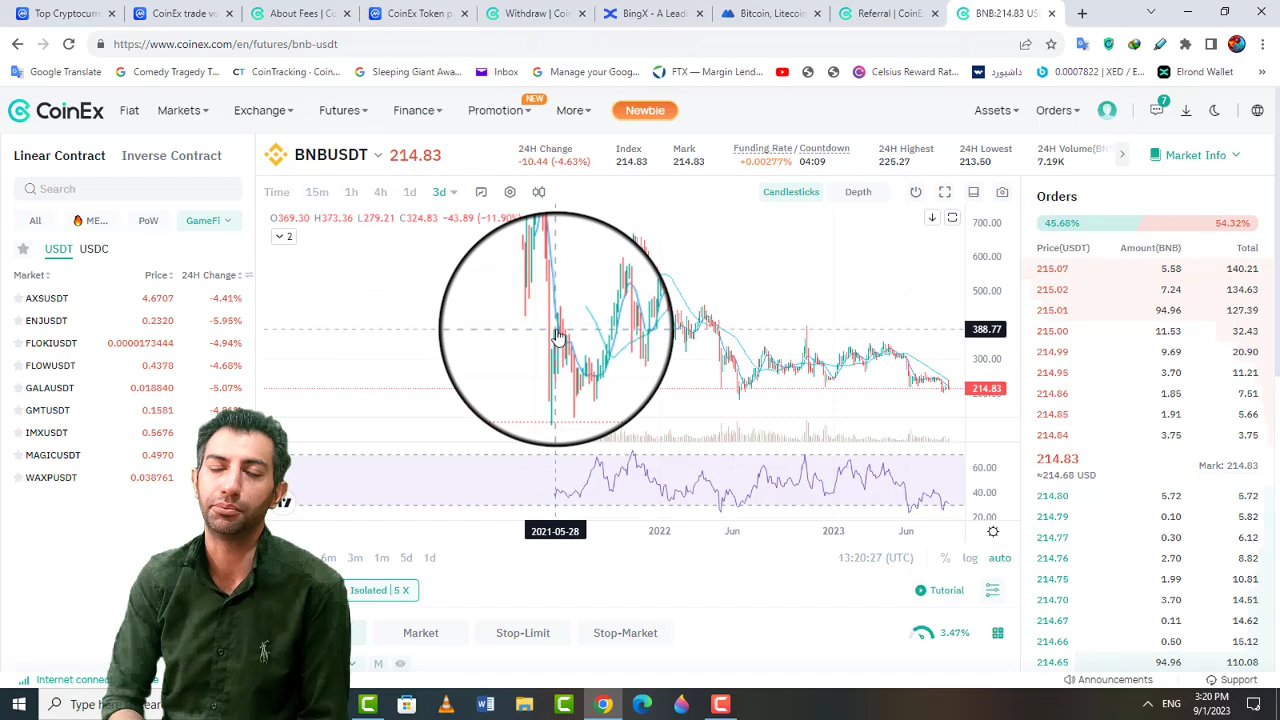 Top Cryptocurr
CoinEx trade vo
About Fees | Co
CoinEx Token p
Withdraw | Coin
BingX - A Leadi
Bitcoin, Litecoin
Referral | CoinEx
BNB:214.83 US
https://www.coinex.com/en/futures/bnb-usdt
Google Translate
Comedy Tragedy T...
CT CoinTracking · Coin...
Sleeping Giant Awa...
Inbox
Manage your Goog...
FTX — Margin Lend...
Celsius Reward Rat...
داشبورد
0.0007822 | XED / E...
Elrond Wallet
»
CoinEx
Fiat
Markets
Exchange
Futures
Finance
NEW
Promotion
More
Newbie
Assets
Orders
7
Linear Contract
Inverse Contract
Search
All
ME...
PoW
GameFi
USDT
USDC
Market
Price
24H Change
AXSUSDT 4.6707 -4.41%
ENJUSDT 0.2320 -5.95%
FLOKIUSDT 0.0000173444 -4.94%
FLOWUSDT 0.4378 -4.68%
GALAUSDT 0.018840 -5.07%
GMTUSDT 0.1581
IMXUSDT 0.5676
MAGICUSDT 0.4970
WAXPUSDT 0.038761
BNBUSDT
214.83
24H Change
-10.44 (-4.63%)
Index
214.83
Mark
214.83
Funding Rate / Countdown
+0.00277% 04:09
24H Highest
225.27
24H Lowest
213.50
24H Volume(BN
7.19K
Market Info
Time 15m 1h 4h 1d 3d
Candlesticks
Depth
O369.30 H373.36 L279.21 C324.83 -43.89 (-11.90%)
2
700.00
600.00
500.00
388.77
300.00
214.83
60.00
40.00
20.00
2021-05-28
2022
Jun
2023
Jun
6m 3m 1m 5d 1d
13:20:27 (UTC)
%
log
auto
Isolated | 5 X
Tutorial
Market
Stop-Limit
Stop-Market
3.47%
M
Orders
45.68%
54.32%
Price(USDT) Amount(BNB) Total
215.07 5.58 140.21
215.02 7.24 134.63
215.01 9.69 
215.00 11.53 32.43
214.99 9.69 20.90
214.95 3.70 11.21
214.86 1.85 7.51
214.85 1.91 5.66
214.84 3.75 3.75
214.83
≈214.68 USD
Mark: 214.83
214.80 5.72 5.72
214.79 0.10 5.82
214.77 0.30 6.12
214.76 2.70 8.82
214.75 1.99 10.81
214.70 3.70 14.51
214.67 0.11 14.62
214.66 0.50 15.12
214.65 94.96 110.08
Internet connec
Announcements
Support
Type here to sear
ENG
3:20 PM
9/1/2023